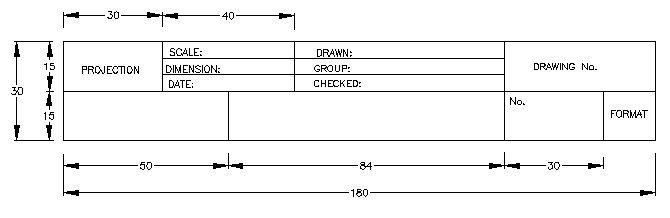 30 40
SCALE: DRAWN:
15 PROJECTION DIMENSION: GROUP: DRAWING No.
DATE: CHECKED:
30
15 No. FORMAT
50 84 30
180